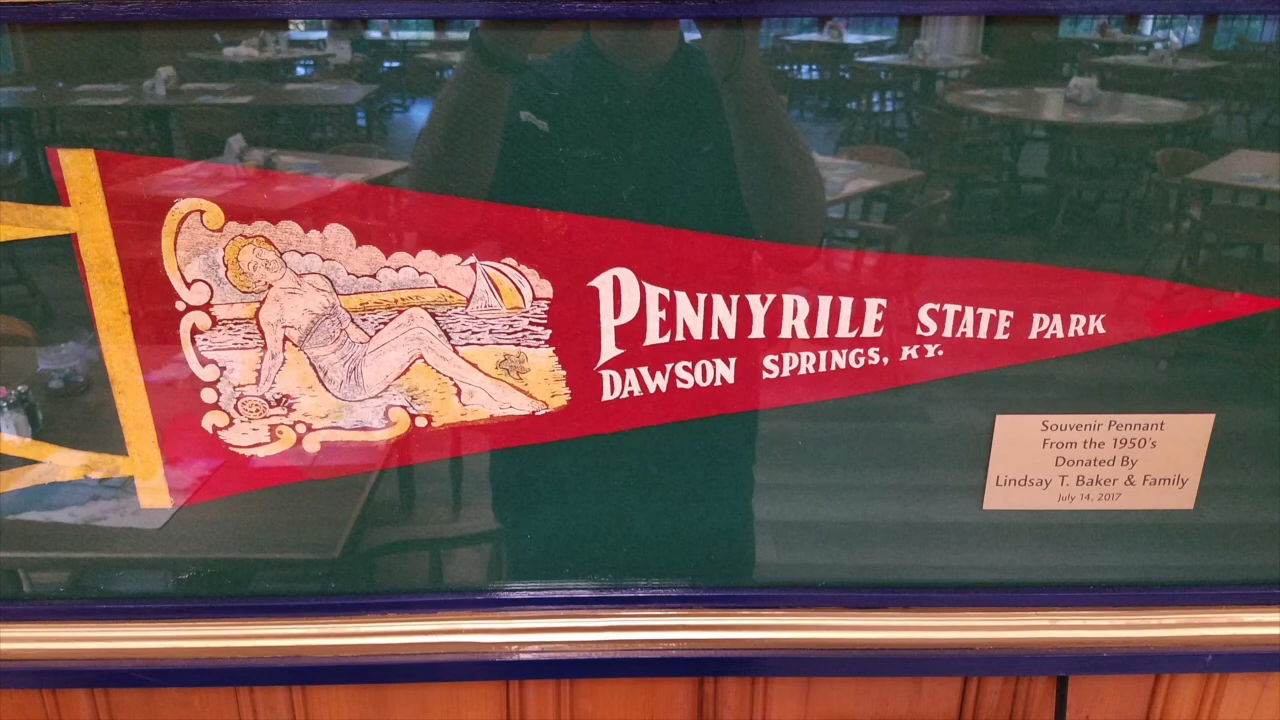 PENNYRILE STATE PARK
DAWSON SPRINGS, KY.
Souvenir Pennant
From the 1950's
Donated By
Lindsay T. Baker & Family
July 14, 2017